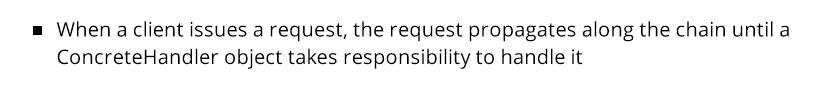 ▪ When a client issues a request, the request propagates along the chain until a
ConcreteHandler object takes responsibility to handle it